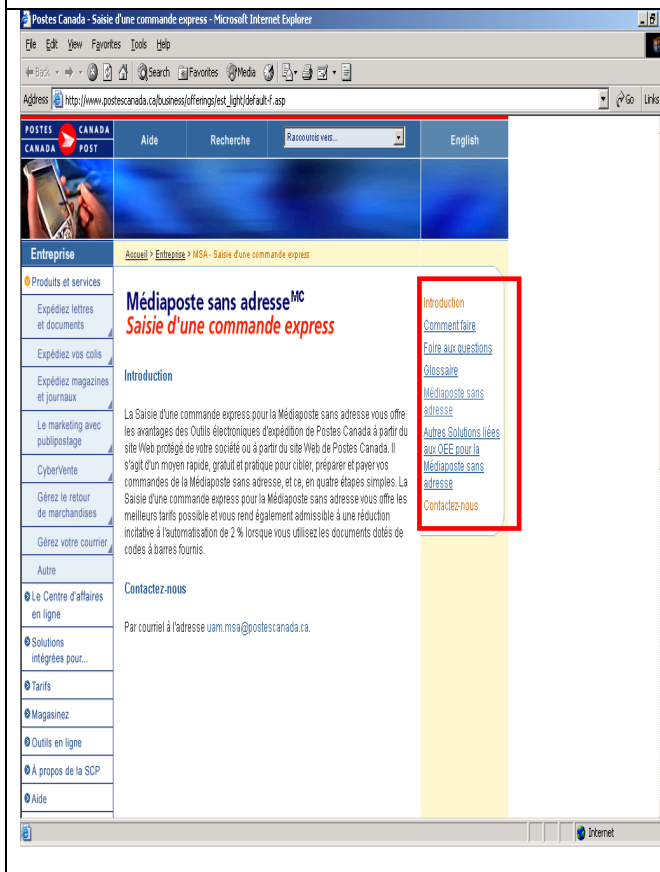 Postes Canada - Saisie d'une commande express - Microsoft Internet Explorer
File Edit View Favorites Tools Help
Back Search Favorites Media
Address http://www.postescanada.ca/business/offerings/est_light/default-f.asp Go Links
POSTES CANADA
CANADA POST
Aide Recherche Raccourcis vers... English
Entreprise
Accueil > Entreprise > MSA - Saisie d'une commande express
Produits et services
Expédiez lettres
et documents
Expédiez vos colis
Expédiez magazines
et journaux
Le marketing avec
publipostage
CyberVente
Gérez le retour
de marchandises
Gérez votre courrier
Autre
Le Centre d'affaires
en ligne
Solutions
intégrées pour...
Tarifs
Magasinez
Outils en ligne
À propos de la SCP
Aide
Médiaposte sans adresseMC
Saisie d'une commande express
Introduction
La Saisie d'une commande express pour la Médiaposte sans adresse vous offre
les avantages des Outils électroniques d'expédition de Postes Canada à partir du
site Web protégé de votre société ou à partir du site Web de Postes Canada. Il
s'agit d'un moyen rapide, gratuit et pratique pour cibler, préparer et payer vos
commandes de la Médiaposte sans adresse, et ce, en quatre étapes simples. La
Saisie d'une commande express pour la Médiaposte sans adresse vous offre les
meilleurs tarifs possible et vous rend également admissible à une réduction
incitative à l'automatisation de 2 % lorsque vous utilisez les documents dotés de
codes à barres fournis.
Contactez-nous
Par courriel à l'adresse uam.msa@postescanada.ca.
Introduction
Comment faire
Foire aux questions
Glossaire
Médiaposte sans
adresse
Autres Solutions liées
aux OEE pour la
Médiaposte sans
adresse
Contactez-nous
Internet